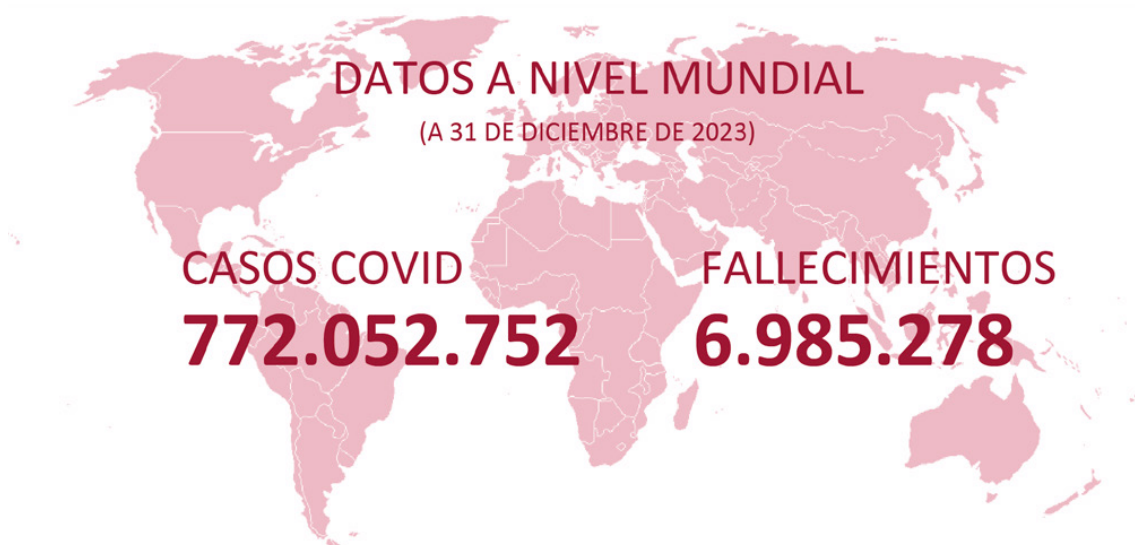 DATOS A NIVEL MUNDIAL
(A 31 DE DICIEMBRE DE 2023)
CASOS COVID
772.052.752
FALLECIMIENTOS
6.985.278